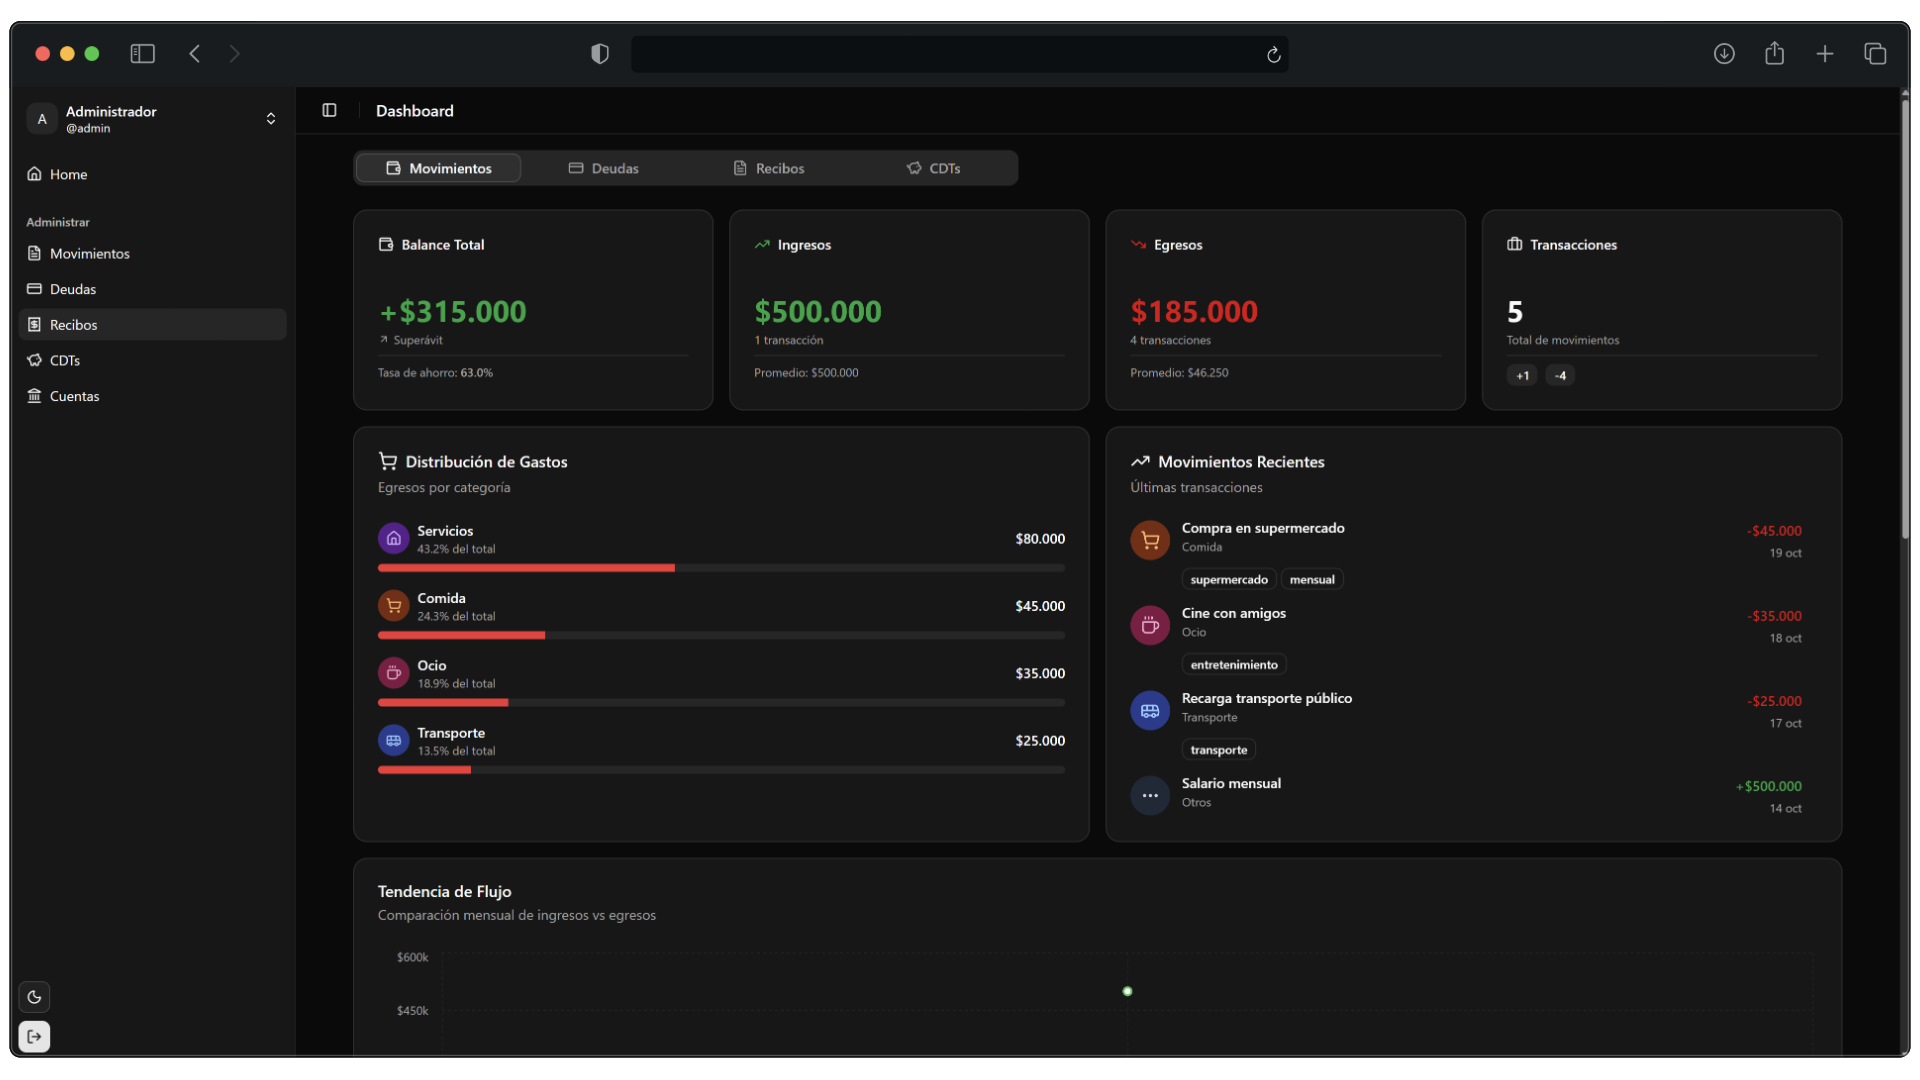 A
Administrador
@admin
Home
Administrar
Movimientos
Deudas
Recibos
CDTs
Cuentas
Dashboard
Movimientos
Deudas
Recibos
CDTs
Balance Total
+$315.000
Superávit
Tasa de ahorro: 63.0%
Ingresos
$500.000
1 transacción
Promedio: $500.000
Egresos
$185.000
4 transacciones
Promedio: $46.250
Transacciones
5
Total de movimientos
+1
-4
Distribución de Gastos
Egresos por categoría
Servicios
43.2% del total
$80.000
Comida
24.3% del total
$45.000
Ocio
18.9% del total
$35.000
Transporte
13.5% del total
$25.000
Movimientos Recientes
Últimas transacciones
Compra en supermercado
Comida
supermercado
mensual
-$45.000
19 oct
Cine con amigos
Ocio
entretenimiento
-$35.000
18 oct
Recarga transporte público
Transporte
transporte
-$25.000
17 oct
Salario mensual
Otros
+$500.000
14 oct
Tendencia de Flujo
Comparación mensual de ingresos vs egresos
$600k
$450k